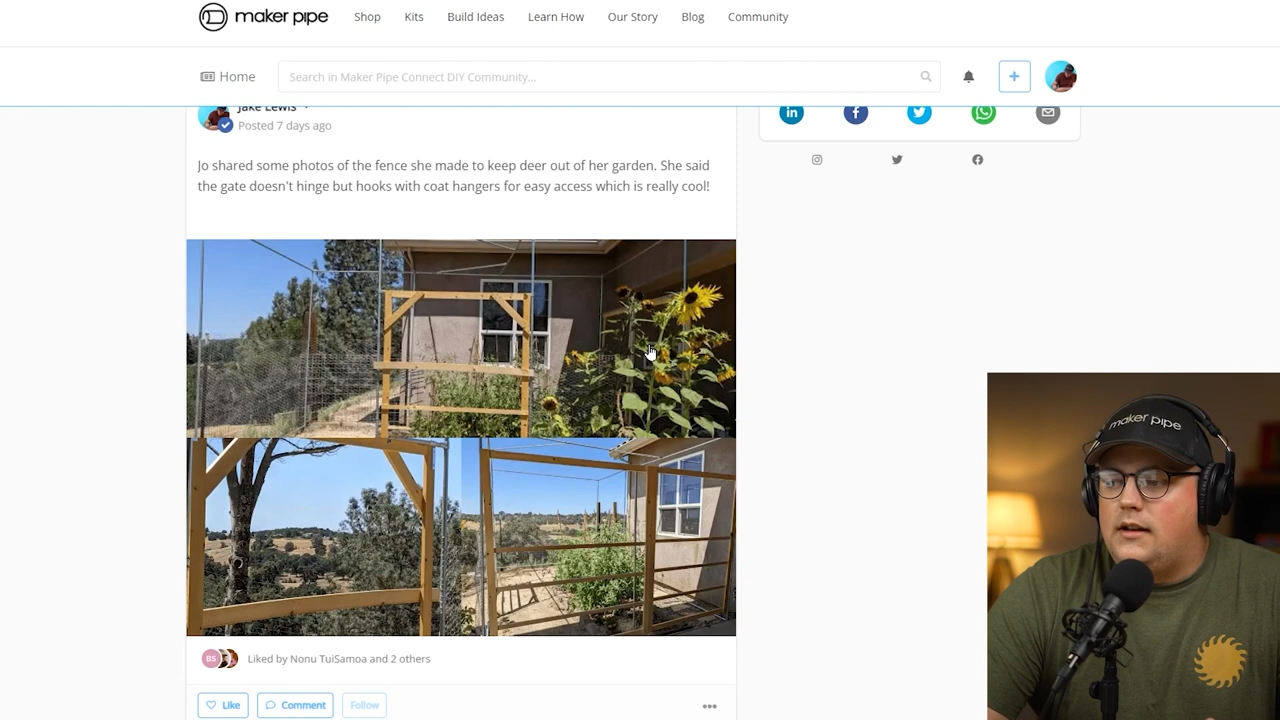 maker pipe
Shop
Kits
Build Ideas
Learn How
Our Story
Blog
Community
Home
Search in Maker Pipe Connect DIY Community...
+
Jake Lewis
Posted 7 days ago
in
Jo shared some photos of the fence she made to keep deer out of her garden. She said
the gate doesn't hinge but hooks with coat hangers for easy access which is really cool!
maker pipe
BS
Liked by Nonu TuiSamoa and 2 others
Like
Comment
Follow